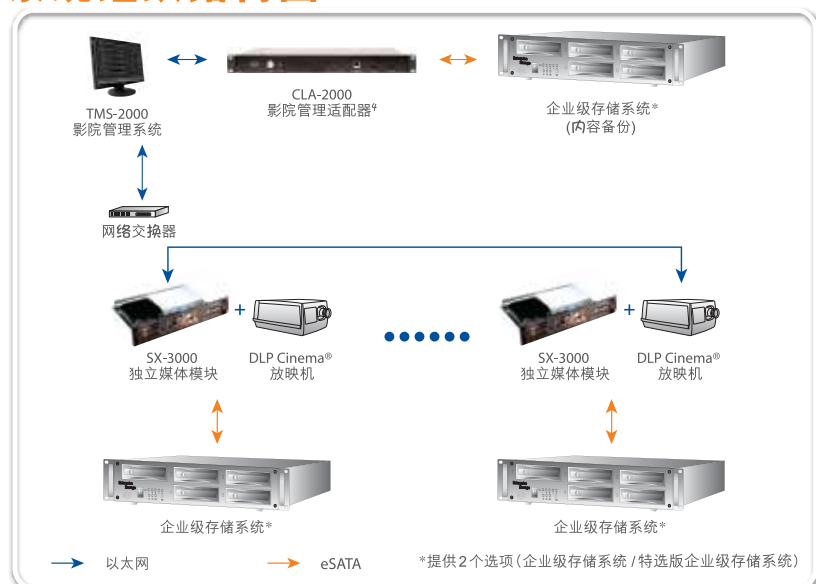 CLA-2000
影院管理适配器⁴
TMS-2000
影院管理系统
企业级存储系统*
(内容备份)
网络交换器
+
+
SX-3000
独立媒体模块
DLP Cinema®
放映机
SX-3000
独立媒体模块
DLP Cinema®
放映机
企业级存储系统*
企业级存储系统*
以太网
eSATA
*提供2个选项(企业级存储系统/特选版企业级存储系统)